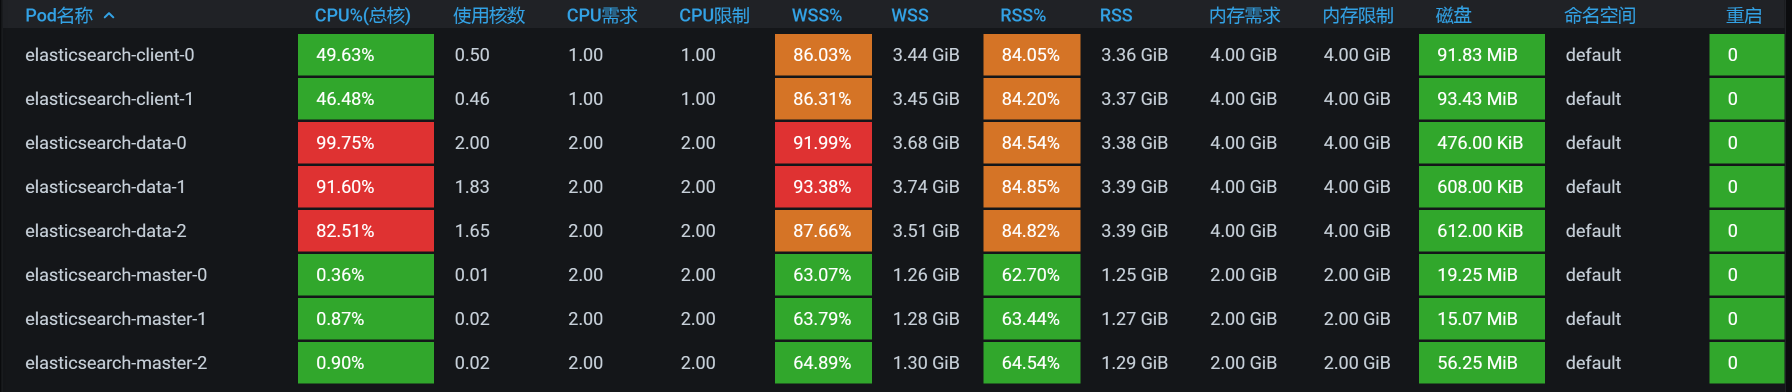 Pod名称 CPU%(总核) 使用核数 CPU需求 CPU限制 WSS% WSS RSS% RSS 内存需求 内存限制 磁盘 命名空间 重启
elasticsearch-client-0 49.63% 0.50 1.00 1.00 86.03% 3.44 GiB 84.05% 3.36 GiB 4.00 GiB 4.00 GiB 91.83 MiB default 0
elasticsearch-client-1 46.48% 0.46 1.00 1.00 86.31% 3.45 GiB 84.20% 3.37 GiB 4.00 GiB 4.00 GiB 93.43 MiB default 0
elasticsearch-data-0 99.75% 2.00 2.00 2.00 91.99% 3.68 GiB 84.54% 3.38 GiB 4.00 GiB 4.00 GiB 476.00 KiB default 0
elasticsearch-data-1 91.60% 1.83 2.00 2.00 93.38% 3.74 GiB 84.85% 3.39 GiB 4.00 GiB 4.00 GiB 608.00 KiB default 0
elasticsearch-data-2 82.51% 1.65 2.00 2.00 87.66% 3.51 GiB 84.82% 3.39 GiB 4.00 GiB 4.00 GiB 612.00 KiB default 0
elasticsearch-master-0 0.36% 0.01 2.00 2.00 63.07% 1.26 GiB 62.70% 1.25 GiB 2.00 GiB 2.00 GiB 19.25 MiB default 0
elasticsearch-master-1 0.87% 0.02 2.00 2.00 63.79% 1.28 GiB 63.44% 1.27 GiB 2.00 GiB 2.00 GiB 15.07 MiB default 0
elasticsearch-master-2 0.90% 0.02 2.00 2.00 64.89% 1.30 GiB 64.54% 1.29 GiB 2.00 GiB 2.00 GiB 56.25 MiB default 0